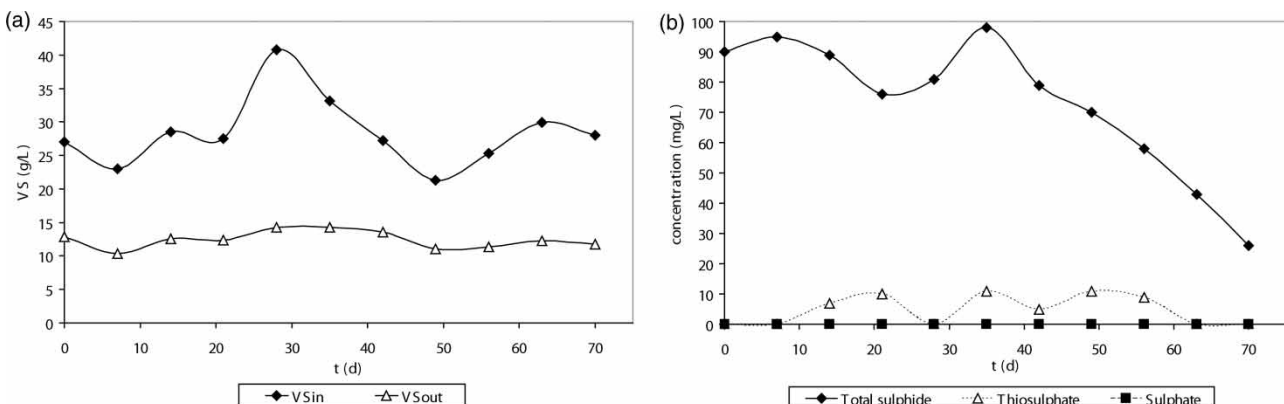 (a)
45
40
35
30
25
20
15
10
5
0
VS (g/L)
0 10 20 30 40 50 60 70
t (d)
VSin VSout
(b)
100
90
80
70
60
50
40
30
20
10
0
concentration (mg/L)
0 10 20 30 40 50 60 70
t (d)
Total sulphide Thiosulphate Sulphate